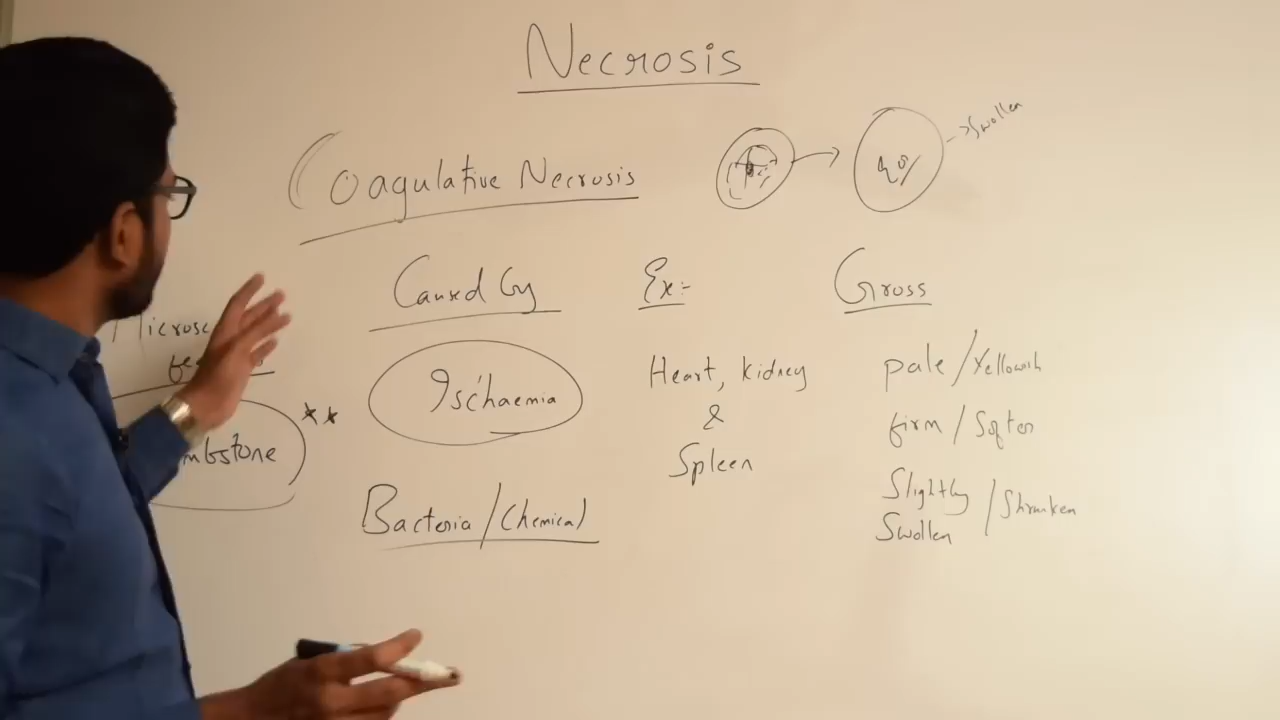 Necrosis
Coagulative Necrosis
->Swollen
Caused by
Ex:-
Gross
Ischaemia
Bacteria/Chemical
Heart, kidney
&
Spleen
pale/Yellowish
firm/Softer
Slightly
Swollen
/Shrunken
**